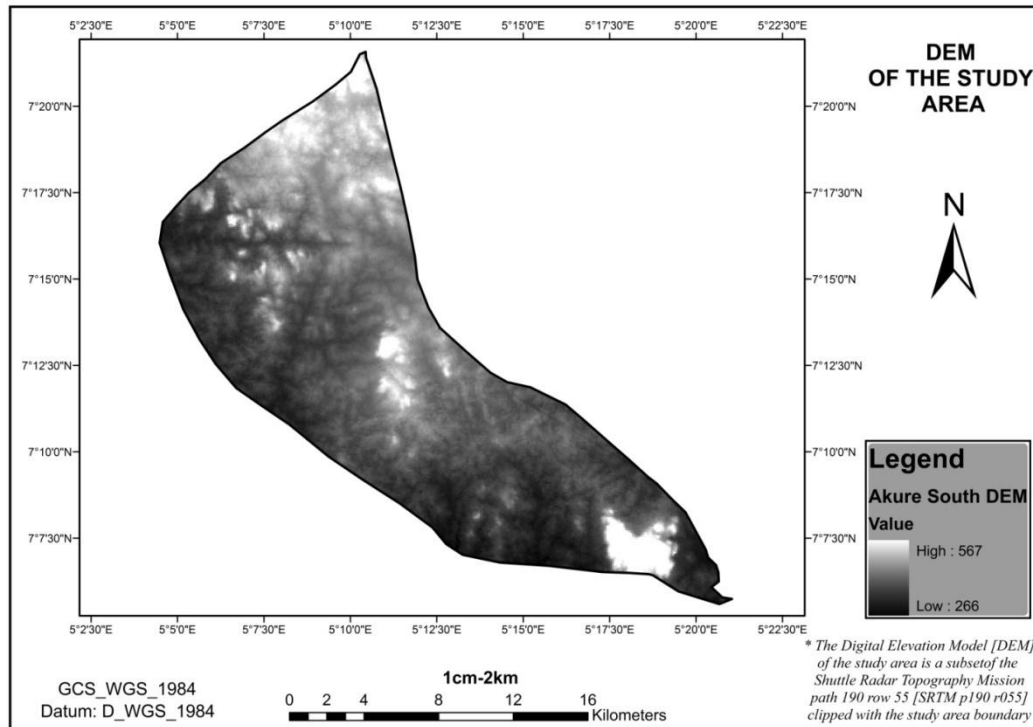 5°2'30"E 5°5'0"E 5°7'30"E 5°10'0"E 5°12'30"E 5°15'0"E 5°17'30"E 5°20'0"E 5°22'30"E
DEM
OF THE STUDY
AREA
7°20'0"N 7°20'0"N
7°17'30"N 7°17'30"N
N
7°15'0"N 7°15'0"N
7°12'30"N 7°12'30"N
7°10'0"N 7°10'0"N
7°7'30"N 7°7'30"N
Legend
Akure South DEM
Value
High : 567
Low : 266
5°2'30"E 5°5'0"E 5°7'30"E 5°10'0"E 5°12'30"E 5°15'0"E 5°17'30"E 5°20'0"E 5°22'30"E
* The Digital Elevation Model [DEM]
of the study area is a subsetof the
Shuttle Radar Topography Mission
path 190 row 55 [SRTM p190 r055]
clipped with the study area boundary
GCS_WGS_1984
Datum: D_WGS_1984
1cm-2km
0 2 4 8 12 16
Kilometers